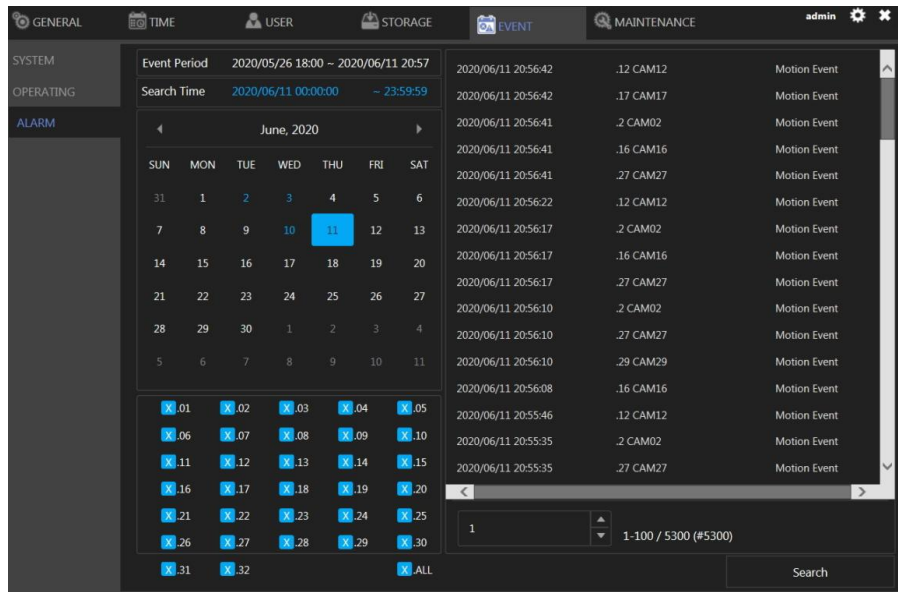 GENERAL TIME USER STORAGE EVENT MAINTENANCE admin
SYSTEM
OPERATING
ALARM
Event Period 2020/05/26 18:00 ~ 2020/06/11 20:57
Search Time 2020/06/11 00:00:00 ~ 23:59:59
June, 2020
SUN MON TUE WED THU FRI SAT
31 1 2 3 4 5 6
7 8 9 10 11 12 13
14 15 16 17 18 19 20
21 22 23 24 25 26 27
28 29 30 1 2 3 4
5 6 7 8 9 10 11
X .01 X .02 X .03 X .04 X .05
X .06 X .07 X .08 X .09 X .10
X .11 X .12 X .13 X .14 X .15
X .16 X .17 X .18 X .19 X .20
X .21 X .22 X .23 X .24 X .25
X .26 X .27 X .28 X .29 X .30
X .31 X .32 X .ALL
2020/06/11 20:56:42 .12 CAM12 Motion Event
2020/06/11 20:56:42 .17 CAM17 Motion Event
2020/06/11 20:56:41 .2 CAM02 Motion Event
2020/06/11 20:56:41 .16 CAM16 Motion Event
2020/06/11 20:56:41 .27 CAM27 Motion Event
2020/06/11 20:56:22 .12 CAM12 Motion Event
2020/06/11 20:56:17 .2 CAM02 Motion Event
2020/06/11 20:56:17 .16 CAM16 Motion Event
2020/06/11 20:56:17 .27 CAM27 Motion Event
2020/06/11 20:56:10 .2 CAM02 Motion Event
2020/06/11 20:56:10 .27 CAM27 Motion Event
2020/06/11 20:56:10 .29 CAM29 Motion Event
2020/06/11 20:56:08 .16 CAM16 Motion Event
2020/06/11 20:55:46 .12 CAM12 Motion Event
2020/06/11 20:55:35 .2 CAM02 Motion Event
2020/06/11 20:55:35 .27 CAM27 Motion Event
1 1-100 / 5300 (#5300)
Search